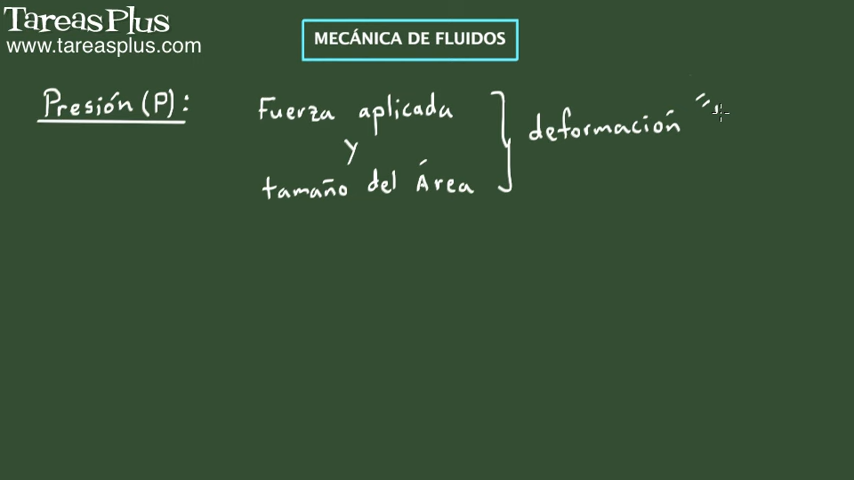 TareasPlus
www.tareasplus.com
MECÁNICA DE FLUIDOS
Presión (P): Fuerza aplicada
y
tamaño del Área
deformación